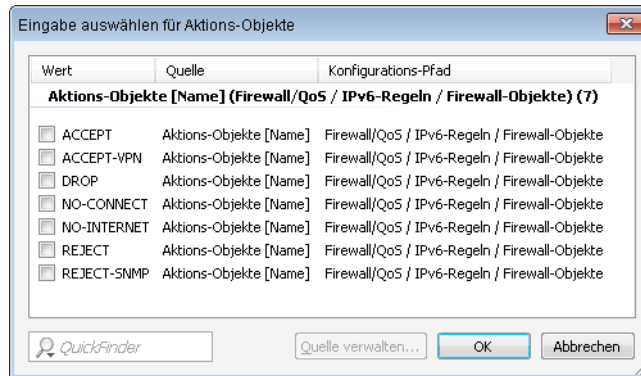 Eingabe auswählen für Aktions-Objekte
Wert Quelle Konfigurations-Pfad
Aktions-Objekte [Name] (Firewall/QoS / IPv6-Regeln / Firewall-Objekte) (7)
ACCEPT Aktions-Objekte [Name] Firewall/QoS / IPv6-Regeln / Firewall-Objekte
ACCEPT-VPN Aktions-Objekte [Name] Firewall/QoS / IPv6-Regeln / Firewall-Objekte
DROP Aktions-Objekte [Name] Firewall/QoS / IPv6-Regeln / Firewall-Objekte
NO-CONNECT Aktions-Objekte [Name] Firewall/QoS / IPv6-Regeln / Firewall-Objekte
NO-INTERNET Aktions-Objekte [Name] Firewall/QoS / IPv6-Regeln / Firewall-Objekte
REJECT Aktions-Objekte [Name] Firewall/QoS / IPv6-Regeln / Firewall-Objekte
REJECT-SNMP Aktions-Objekte [Name] Firewall/QoS / IPv6-Regeln / Firewall-Objekte
QuickFinder Quelle verwalten... OK Abbrechen